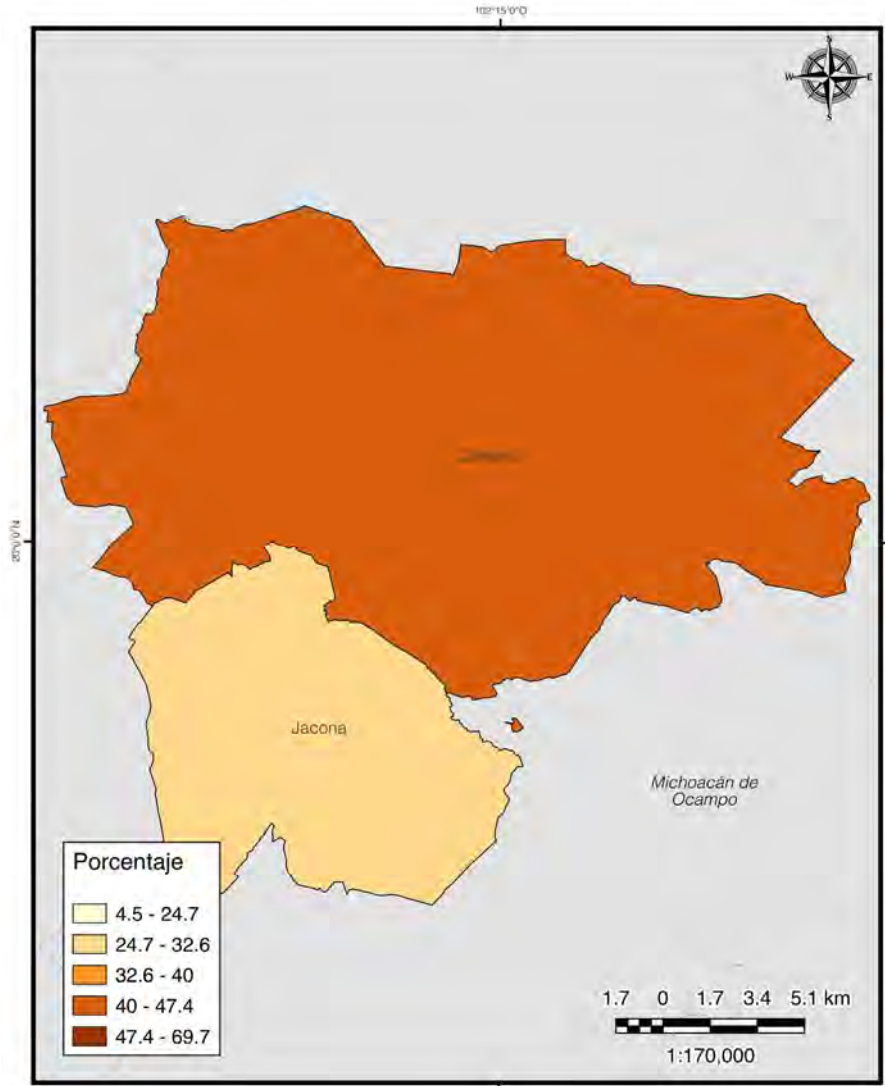 102°15'0"O
N
W E
S
20°0'0"N
Jacona
Michoacán de
Ocampo
Porcentaje
4.5 - 24.7
24.7 - 32.6
32.6 - 40
40 - 47.4
47.4 - 69.7
1.7 0 1.7 3.4 5.1 km
1:170,000